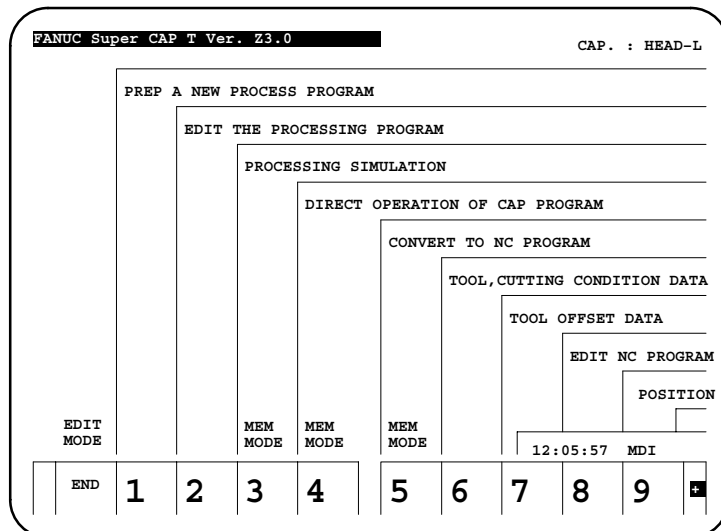 FANUC Super CAP T Ver. Z3.0
CAP. : HEAD-L
PREP A NEW PROCESS PROGRAM
EDIT THE PROCESSING PROGRAM
PROCESSING SIMULATION
DIRECT OPERATION OF CAP PROGRAM
CONVERT TO NC PROGRAM
TOOL,CUTTING CONDITION DATA
TOOL OFFSET DATA
EDIT NC PROGRAM
POSITION
EDIT MEM MEM MEM
MODE MODE MODE MODE
12:05:57 MDI
END 1 2 3 4 5 6 7 8 9 +